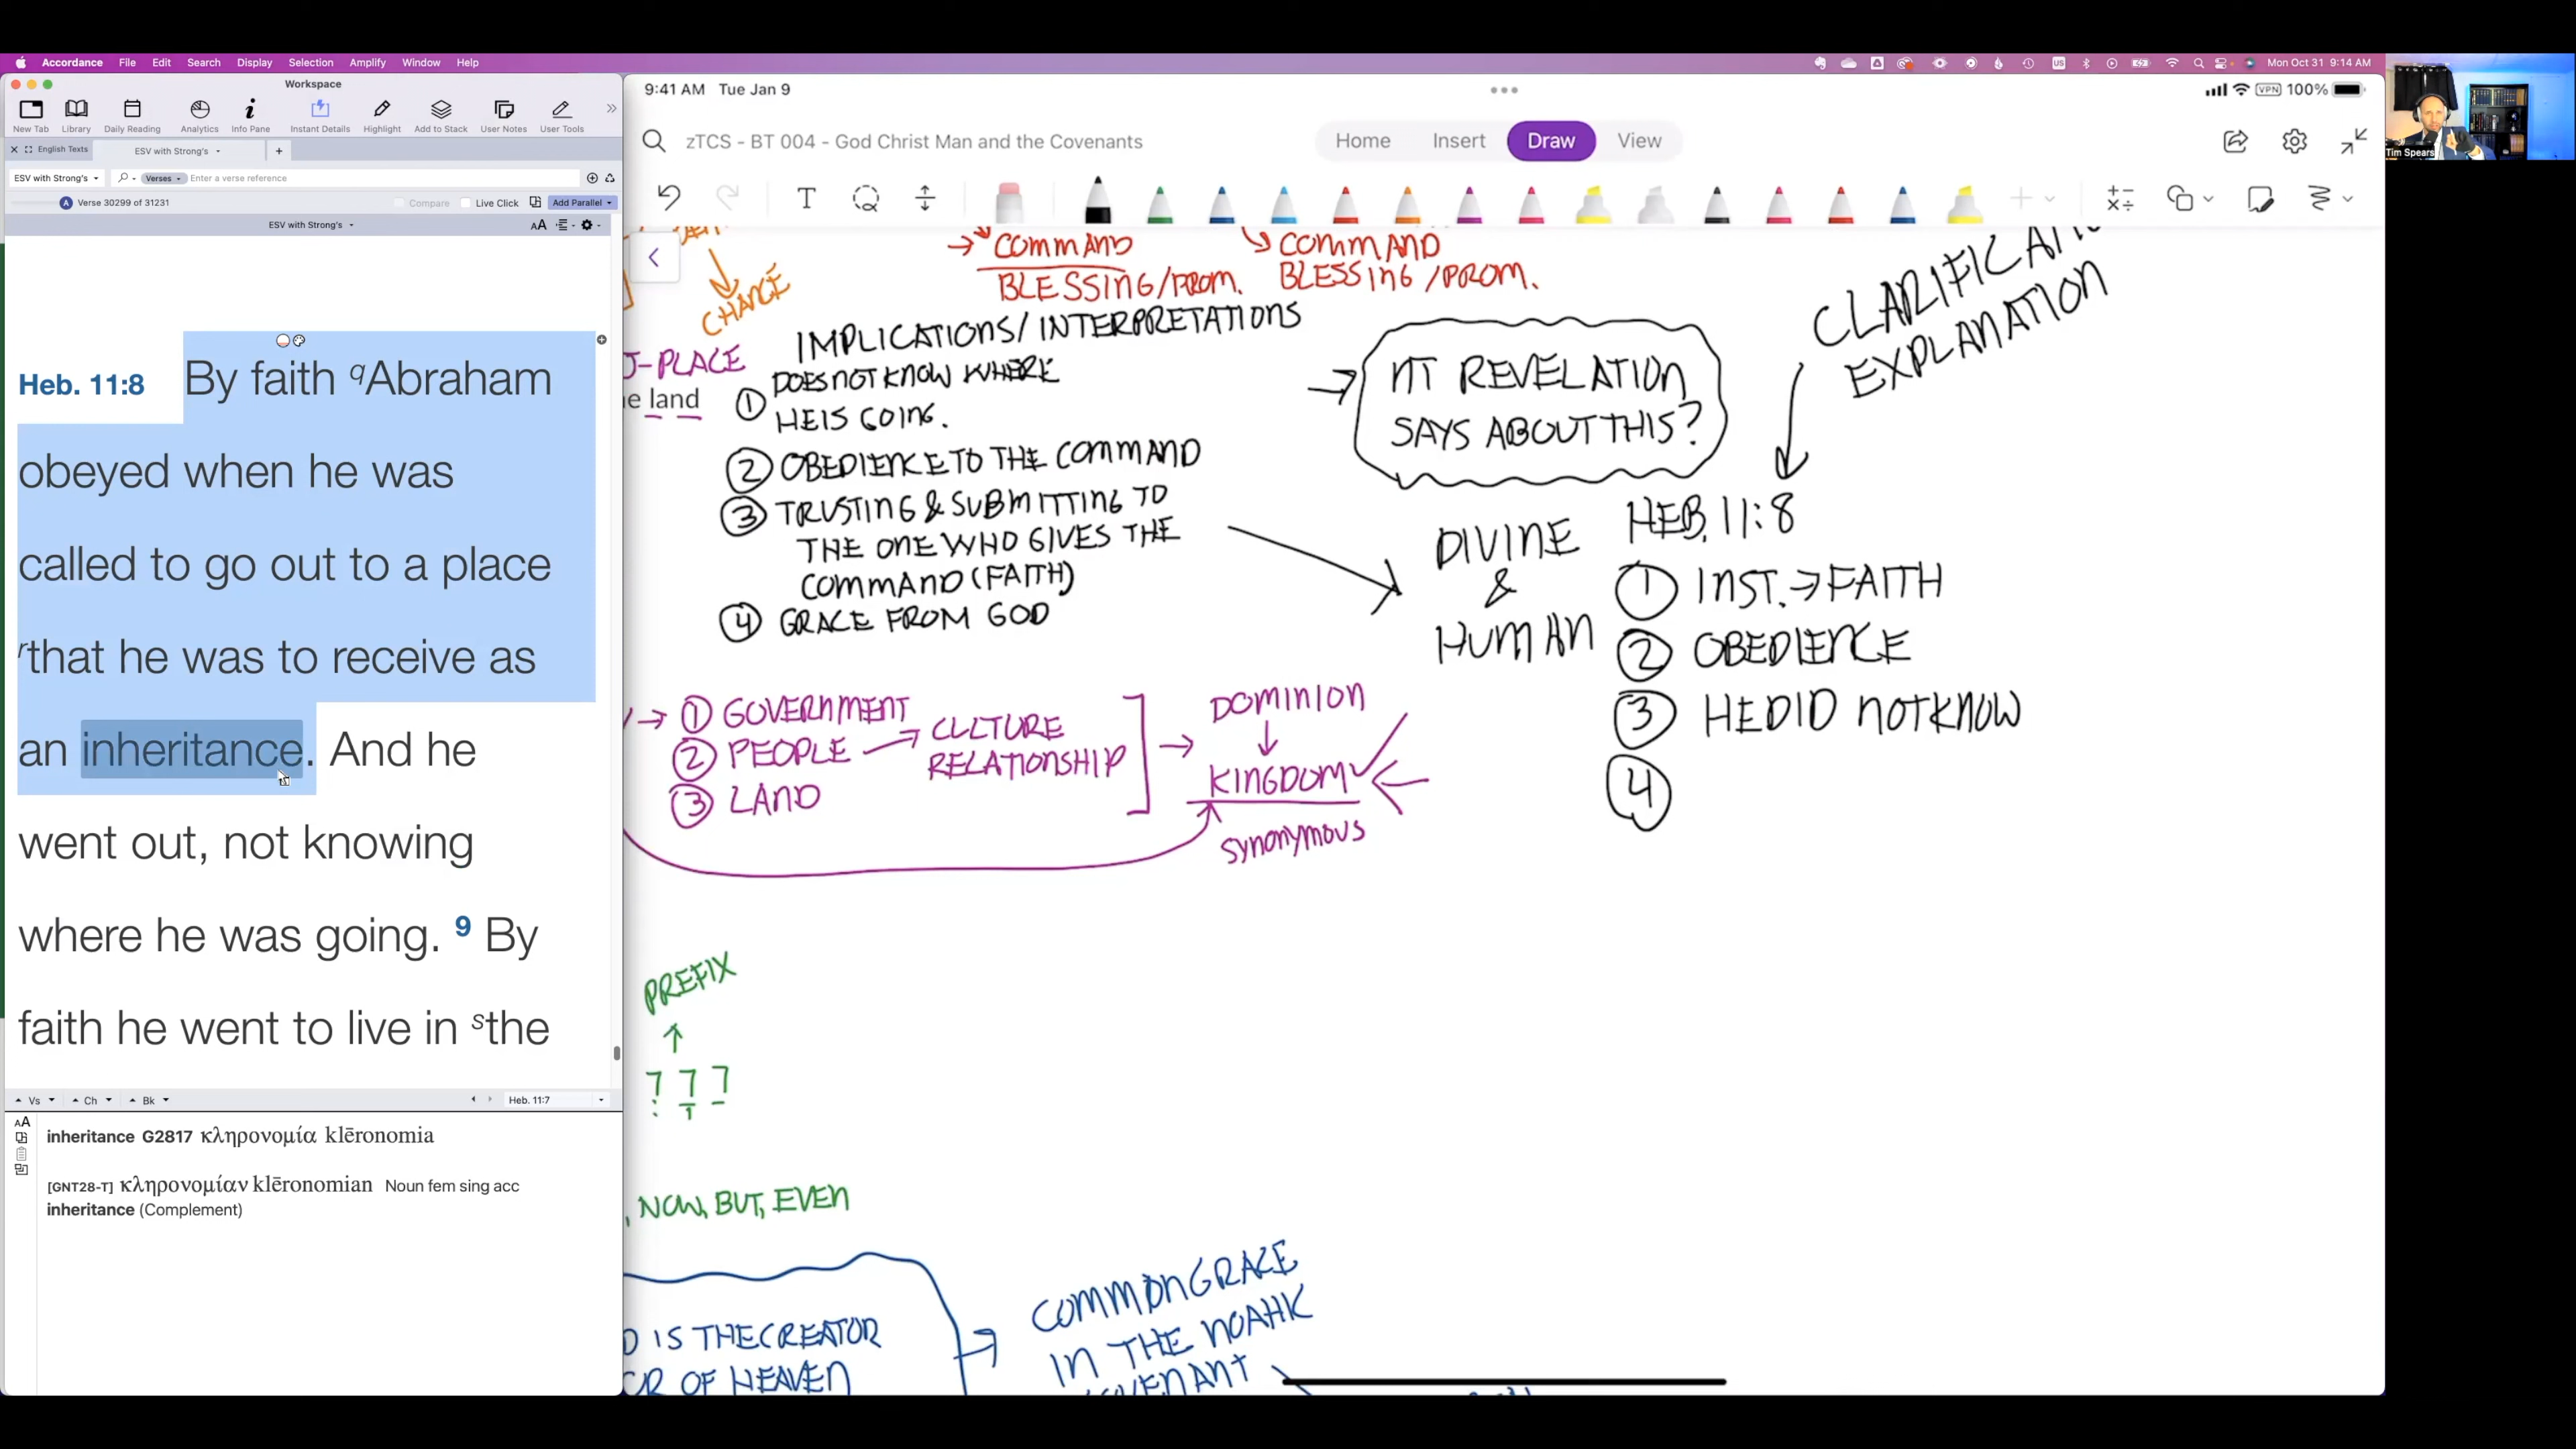 Accordance File Edit Search Display Selection Amplify Window Help
Mon Oct 31 9:14 AM
Workspace
New Tab Library Daily Reading Analytics Info Pane Instant Details Highlight Add to Stack User Notes User Tools
English Texts ESV with Strong's
ESV with Strong's Verses Enter a verse reference
Verse 30299 of 31231 Compare Live Click Add Parallel
ESV with Strong's AA
Heb. 11:8 By faith qAbraham
obeyed when he was
called to go out to a place
rthat he was to receive as
an inheritance. And he
went out, not knowing
where he was going. 9 By
faith he went to live in sthe
Vs Ch Bk Heb. 11:7
inheritance G2817 κληρονομία klēronomia
[GNT28-T] κληρονομίαν klēronomian Noun fem sing acc
inheritance (Complement)
9:41 AM Tue Jan 9
VPN 100%
zTCS - BT 004 - God Christ Man and the Covenants
Home Insert Draw View
Tim Spears
COMMAND
BLESSING/PROM.
COMMAND
BLESSING/PROM.
CHANGE
J-PLACE
e land
IMPLICATIONS/INTERPRETATIONS
① DOES NOT KNOW WHERE
HE IS GOING.
② OBEDIENCE TO THE COMMAND
③ TRUSTING & SUBMITTING TO
THE ONE WHO GIVES THE
COMMAND (FAITH)
④ GRACE FROM GOD
NT REVELATION
SAYS ABOUT THIS?
EXPLANATION
DIVINE
&
HUMAN
HEB. 11:8
① INST. → FAITH
② OBEDIENCE
③ HE DID NOT KNOW
④
① GOVERNMENT
② PEOPLE
③ LAND
CULTURE
RELATIONSHIP
DOMINION
KINGDOM
SYNONYMOUS
PREFIX
, NOW, BUT, EVEN
IS THE CREATOR
OR OF HEAVEN
COMMON GRACE
IN THE NOAHIC